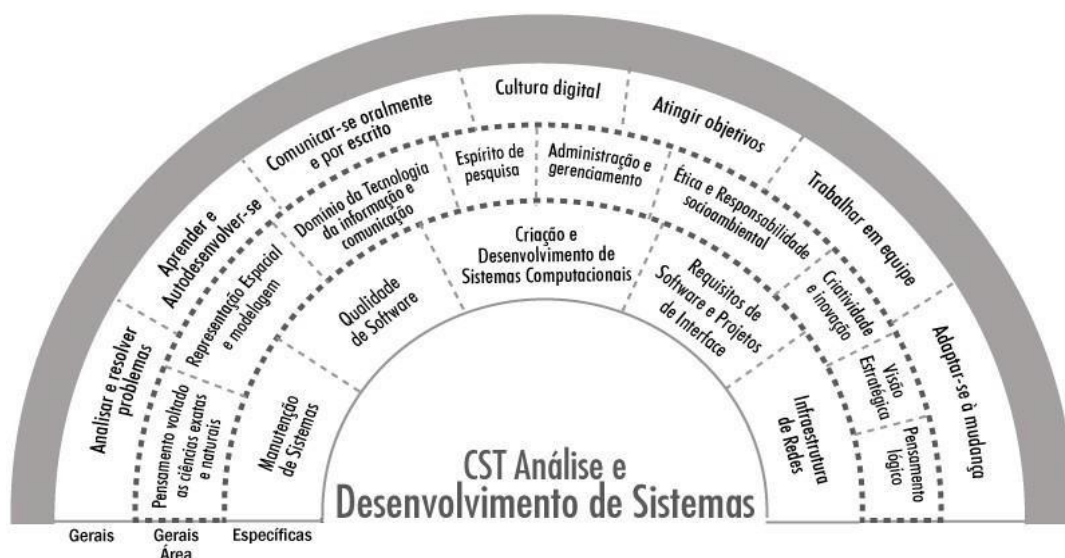 Analisar e resolver
problemas
Aprender e
Autodesenvolver-se
Comunicar-se oralmente
e por escrito
Cultura digital
Atingir objetivos
Trabalhar em equipe
Adaptar-se à mudança
Pensamento voltado
as ciências exatas
e naturais
Representação Espacial
e modelagem
Domínio da Tecnologia
da informação e
comunicação
Espírito de
pesquisa
Administração e
gerenciamento
Ética e Responsabilidade
socioambiental
Criatividade
e inovação
Visão
Estratégica
Pensamento
lógico
Manutenção
de Sistemas
Qualidade
de Software
Criação e
Desenvolvimento de
Sistemas Computacionais
Requisitos de
Software e Projetos
de Interface
Infraestrutura
de Redes
CST Análise e
Desenvolvimento de Sistemas
Gerais
Gerais
Área
Específicas